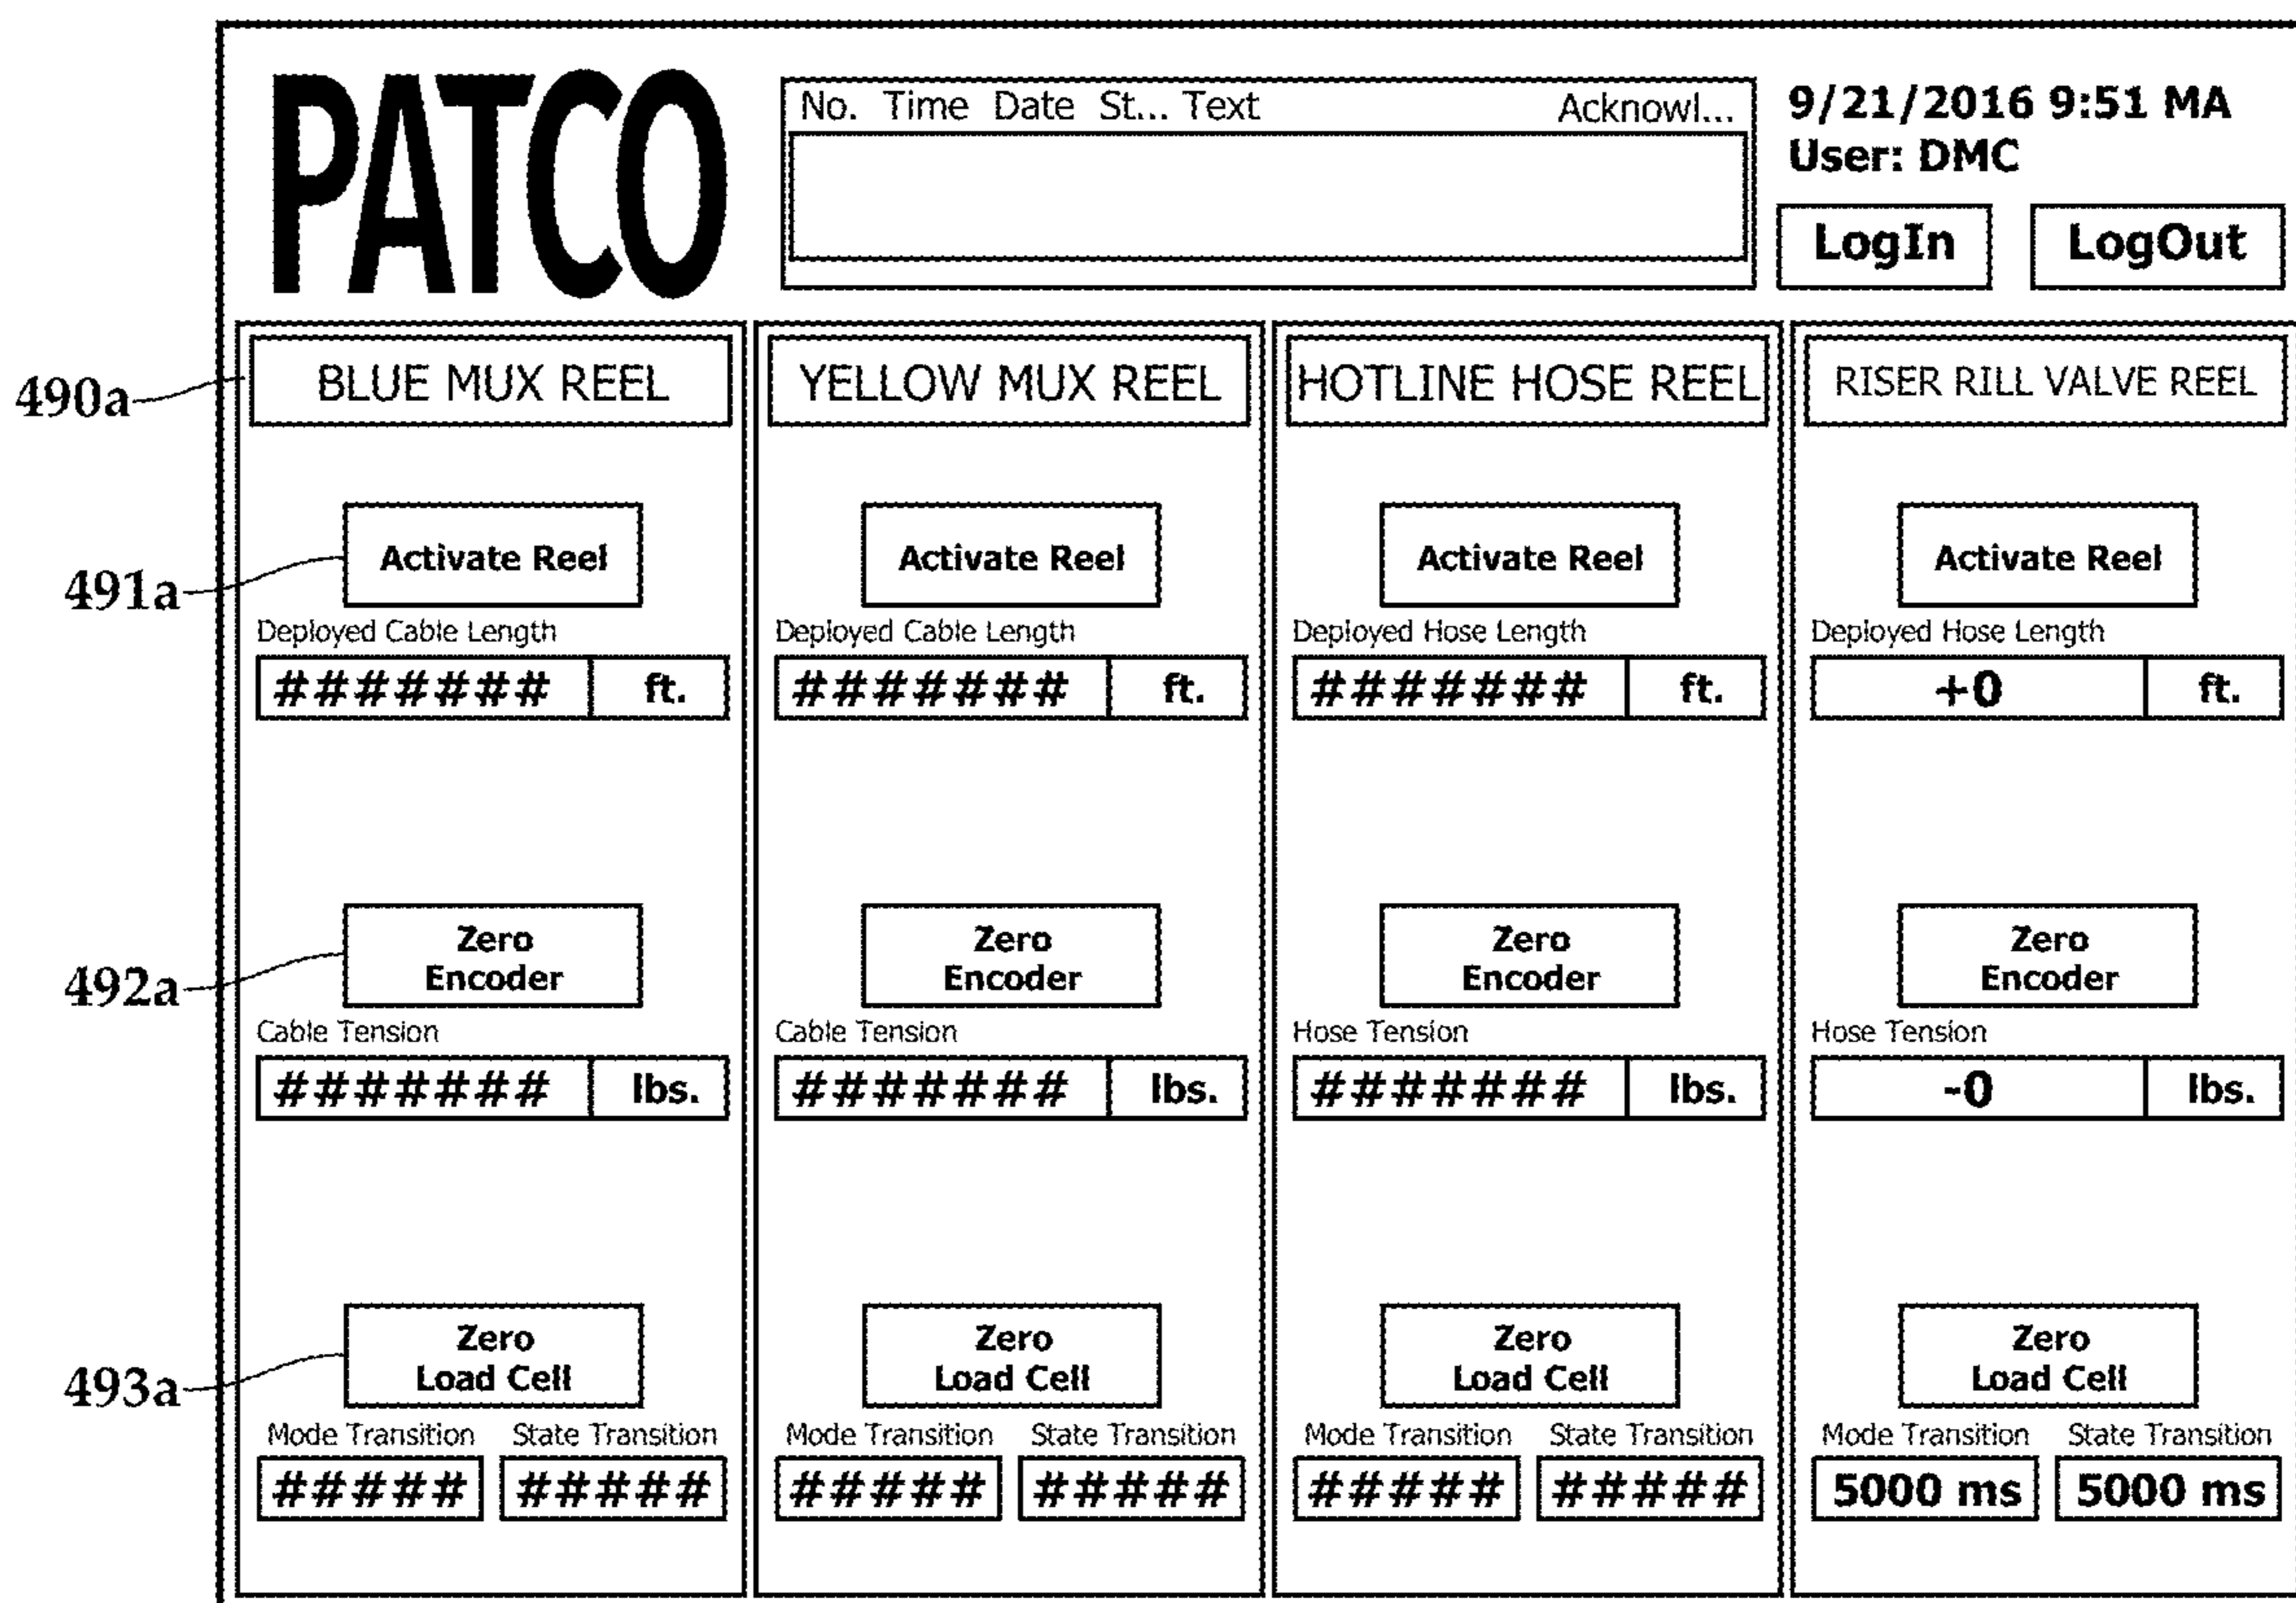 PATCO
No. Time Date St... Text Acknowl...
9/21/2016 9:51 MA
User: DMC
LogIn LogOut
490a
BLUE MUX REEL YELLOW MUX REEL HOTLINE HOSE REEL RISER RILL VALVE REEL
491a
Activate Reel Activate Reel Activate Reel Activate Reel
Deployed Cable Length Deployed Cable Length Deployed Hose Length Deployed Hose Length
####### ft. ####### ft. ####### ft. +0 ft.
492a
Zero Zero Zero Zero
Encoder Encoder Encoder Encoder
Cable Tension Cable Tension Hose Tension Hose Tension
####### lbs. ####### lbs. ####### lbs. -0 lbs.
493a
Zero Zero Zero Zero
Load Cell Load Cell Load Cell Load Cell
Mode Transition State Transition Mode Transition State Transition Mode Transition State Transition Mode Transition State Transition
##### ##### ##### ##### ##### ##### 5000 ms 5000 ms